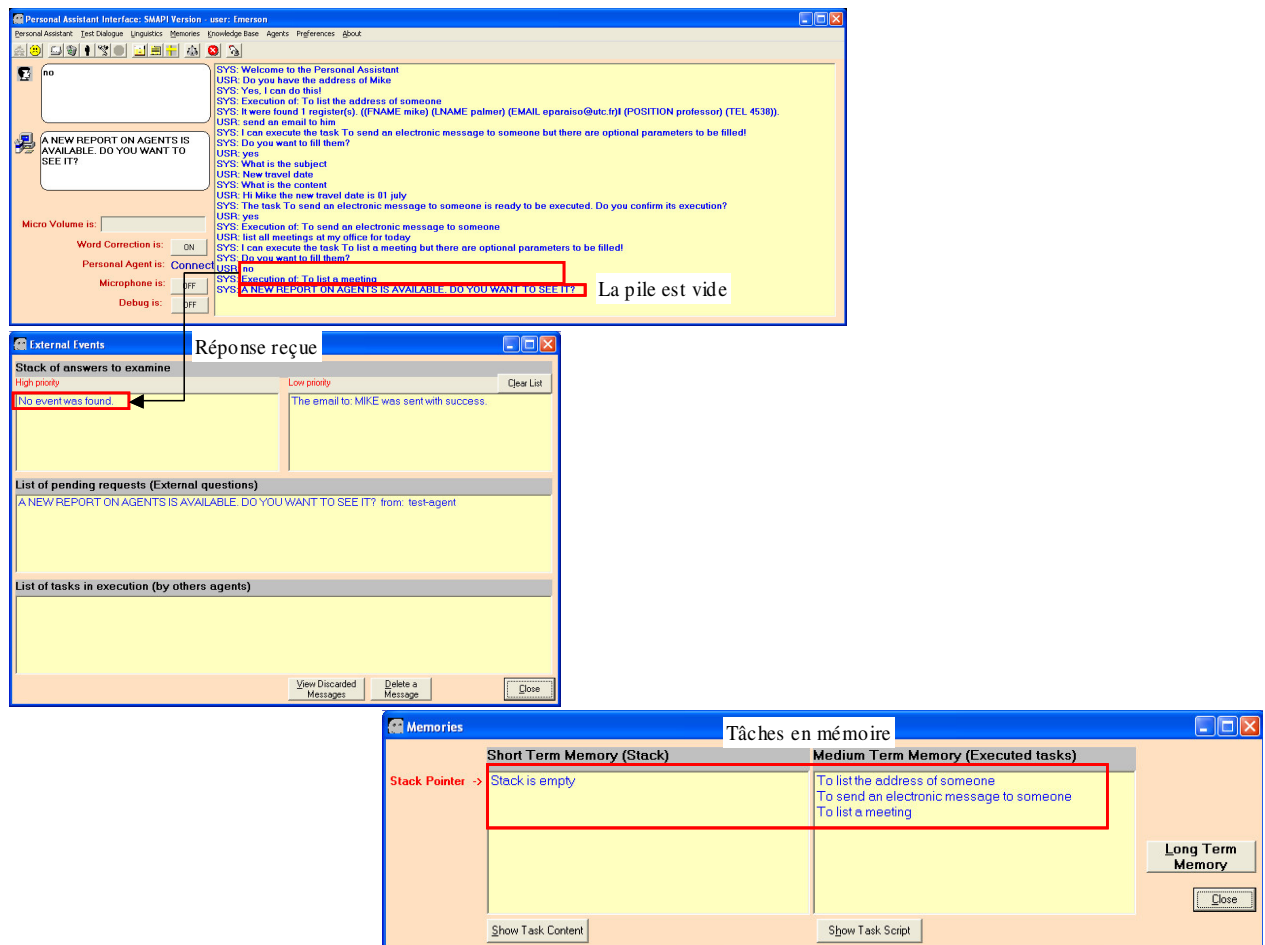 Personal Assistant Interface: SMAPI Version - user: Emerson
Personal Assistant Test Dialogue Linguistics Memories Knowledge Base Agents Preferences About
no
A NEW REPORT ON AGENTS IS
AVAILABLE. DO YOU WANT TO
SEE IT?
Micro Volume is:
Word Correction is: ON
Personal Agent is: Connect
Microphone is: OFF
Debug is: OFF
SYS: Welcome to the Personal Assistant
USR: Do you have the address of Mike
SYS: Yes, I can do this!
SYS: Execution of: To list the address of someone
SYS: It were found 1 register(s). ((FNAME mike) (LNAME palmer) (EMAIL eparaiso@utc.fr)l (POSITION professor) (TEL 4538)).
USR: send an email to him
SYS: I can execute the task To send an electronic message to someone but there are optional parameters to be filled!
SYS: Do you want to fill them?
USR: yes
SYS: What is the subject
USR: New travel date
SYS: What is the content
USR: Hi Mike the new travel date is 01 july
SYS: The task To send an electronic message to someone is ready to be executed. Do you confirm its execution?
USR: yes
SYS: Execution of: To send an electronic message to someone
USR: list all meetings at my office for today
SYS: I can execute the task To list a meeting but there are optional parameters to be filled!
SYS: Do you want to fill them?
USR: no
SYS: Execution of: To list a meeting
SYS: A NEW REPORT ON AGENTS IS AVAILABLE. DO YOU WANT TO SEE IT?
La pile est vide
External Events
Réponse reçue
Stack of answers to examine
High priority
Low priority
Clear List
No event was found.
The email to: MIKE was sent with success.
List of pending requests (External questions)
A NEW REPORT ON AGENTS IS AVAILABLE. DO YOU WANT TO SEE IT? from: test-agent
List of tasks in execution (by others agents)
View Discarded
Messages
Delete a
Message
Close
Memories
Tâches en mémoire
Short Term Memory (Stack)
Medium Term Memory (Executed tasks)
Stack Pointer ->
Stack is empty
To list the address of someone
To send an electronic message to someone
To list a meeting
Long Term
Memory
Close
Show Task Content
Show Task Script